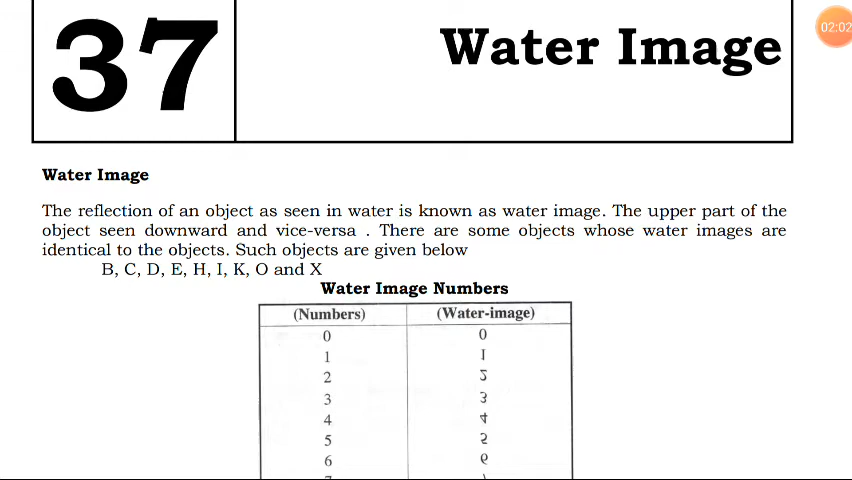 37
Water Image
02:02
Water Image
The reflection of an object as seen in water is known as water image. The upper part of the
object seen downward and vice-versa . There are some objects whose water images are
identical to the objects. Such objects are given below
B, C, D, E, H, I, K, O and X
Water Image Numbers
(Numbers) (Water-image)
0 0
1
2
3
4
5
6